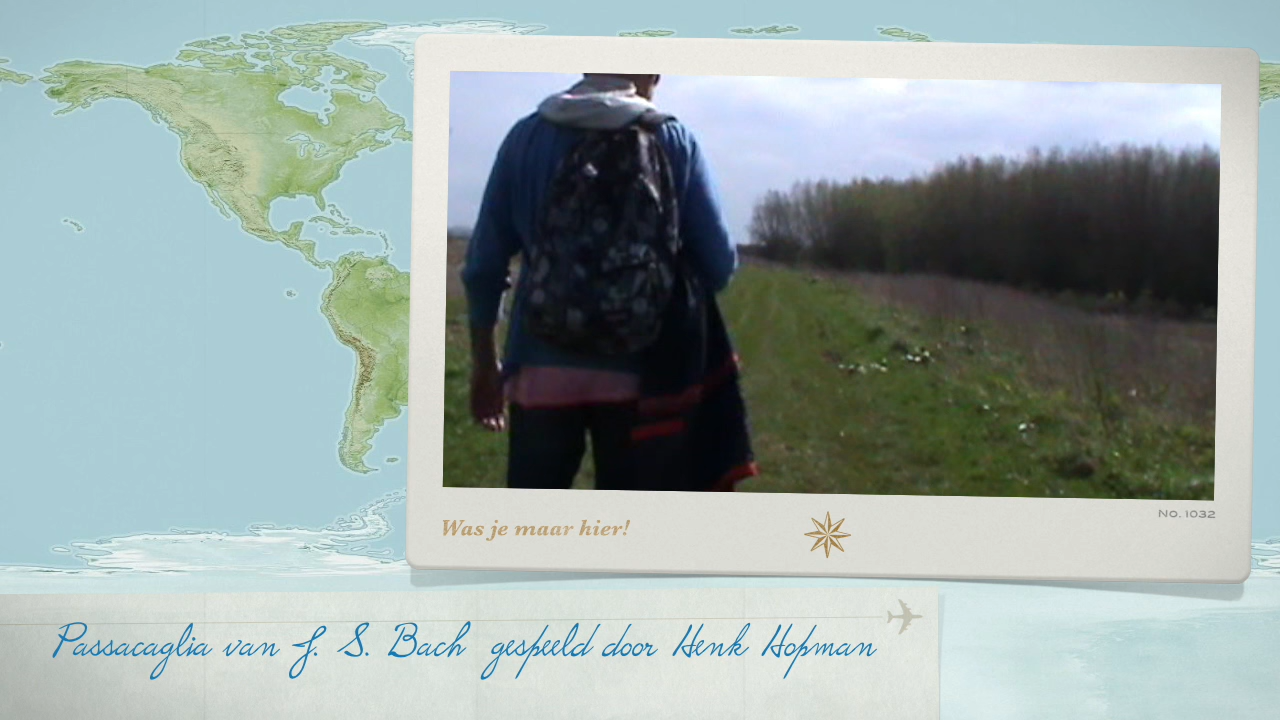 Was je maar hier!
No. 1032
Passacaglia van J. S. Bach gespeeld door Henk Hopman